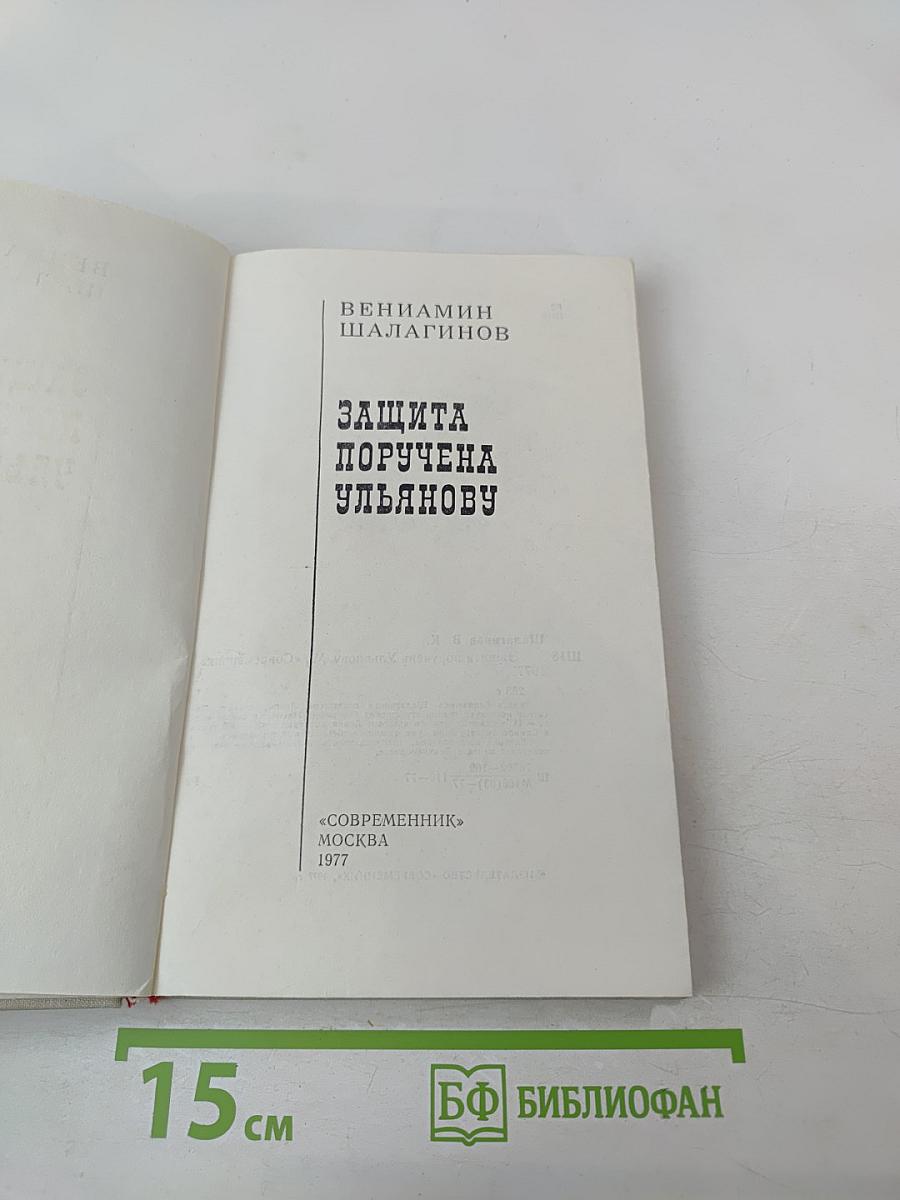 ВЕНИАМИН
ШАЛАГИНОВ
ЗАЩИТА
ПОРУЧЕНА
УЛЬЯНОВУ
«СОВРЕМЕННИК»
МОСКВА
1977
15 см
БФ БИБЛИОФАН